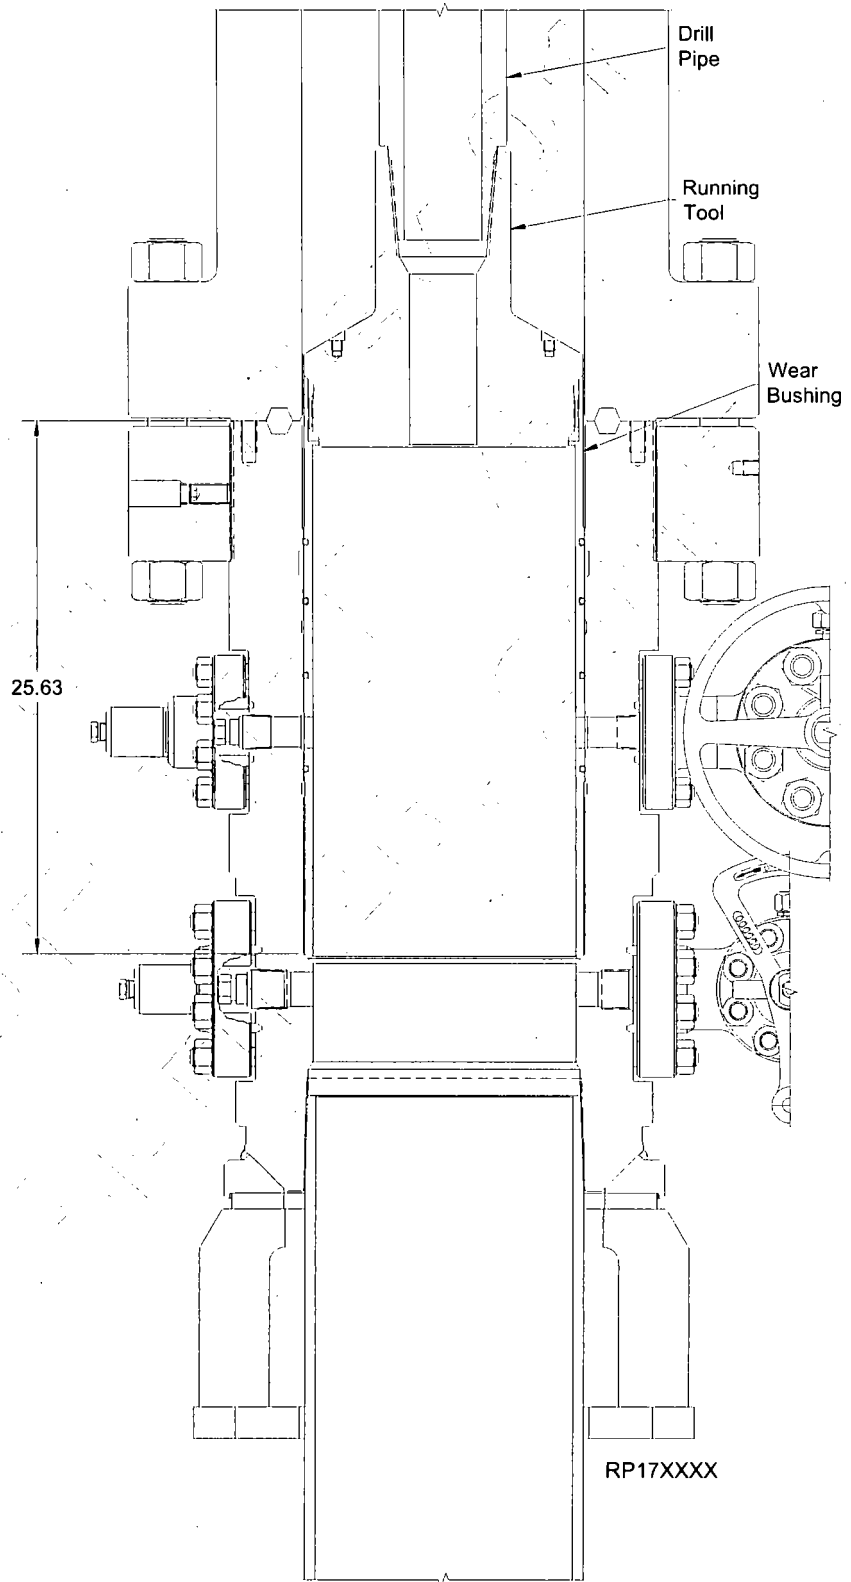 Drill
Pipe
Running
Tool
Wear
Bushing
25.63
RP17XXXX